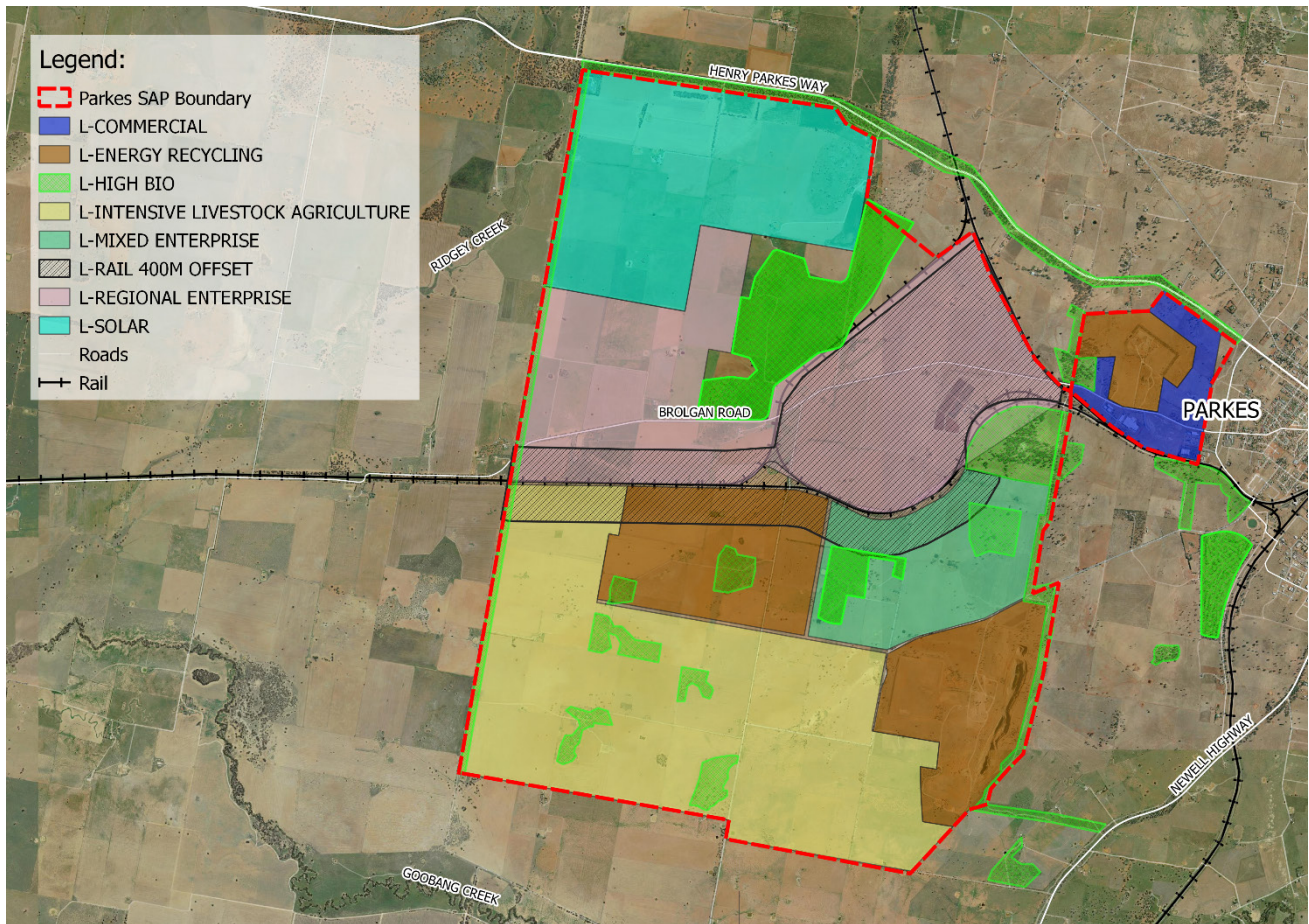 Legend:
Parkes SAP Boundary
L-COMMERCIAL
L-ENERGY RECYCLING
L-HIGH BIO
L-INTENSIVE LIVESTOCK AGRICULTURE
L-MIXED ENTERPRISE
L-RAIL 400M OFFSET
L-REGIONAL ENTERPRISE
L-SOLAR
Roads
Rail
HENRY PARKES WAY
RIDGEY CREEK
BROLGAN ROAD
PARKES
NEWELL HIGHWAY
GOOBANG CREEK